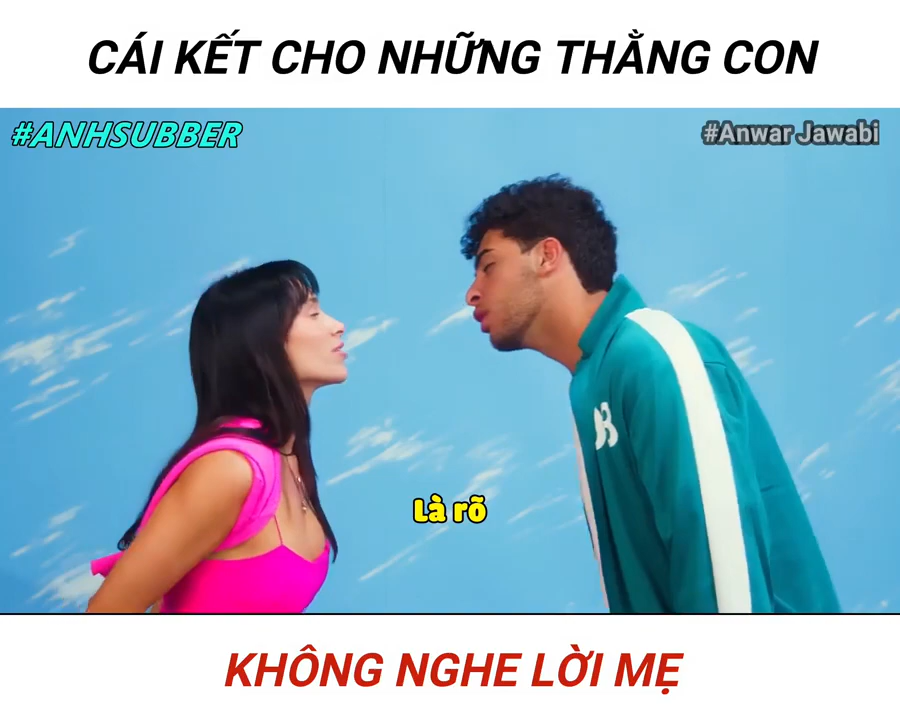 CÁI KẾT CHO NHỮNG THẰNG CON
#ANHSUBBER
#Anwar Jawabi
Là rõ
KHÔNG NGHE LỜI MẸ